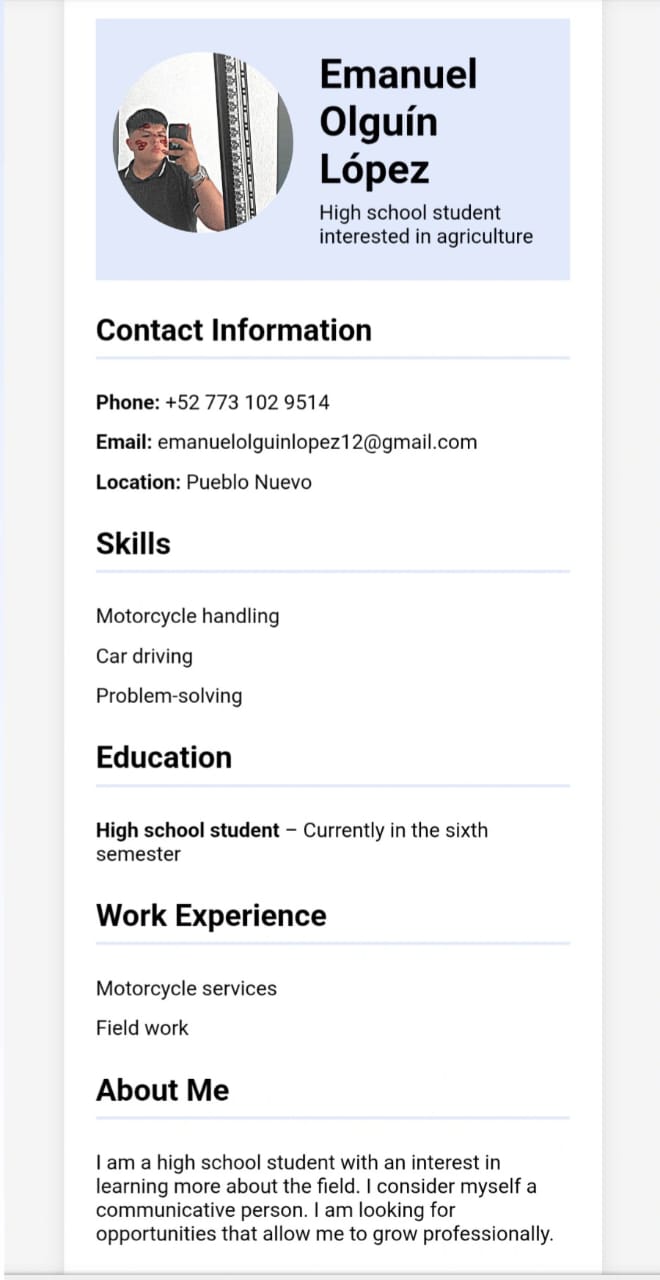 Emanuel
Olguín
López
High school student
interested in agriculture
Contact Information
Phone: +52 773 102 9514
Email: emanuelolguinlopez12@gmail.com
Location: Pueblo Nuevo
Skills
Motorcycle handling
Car driving
Problem-solving
Education
High school student – Currently in the sixth
semester
Work Experience
Motorcycle services
Field work
About Me
I am a high school student with an interest in
learning more about the field. I consider myself a
communicative person. I am looking for
opportunities that allow me to grow professionally.